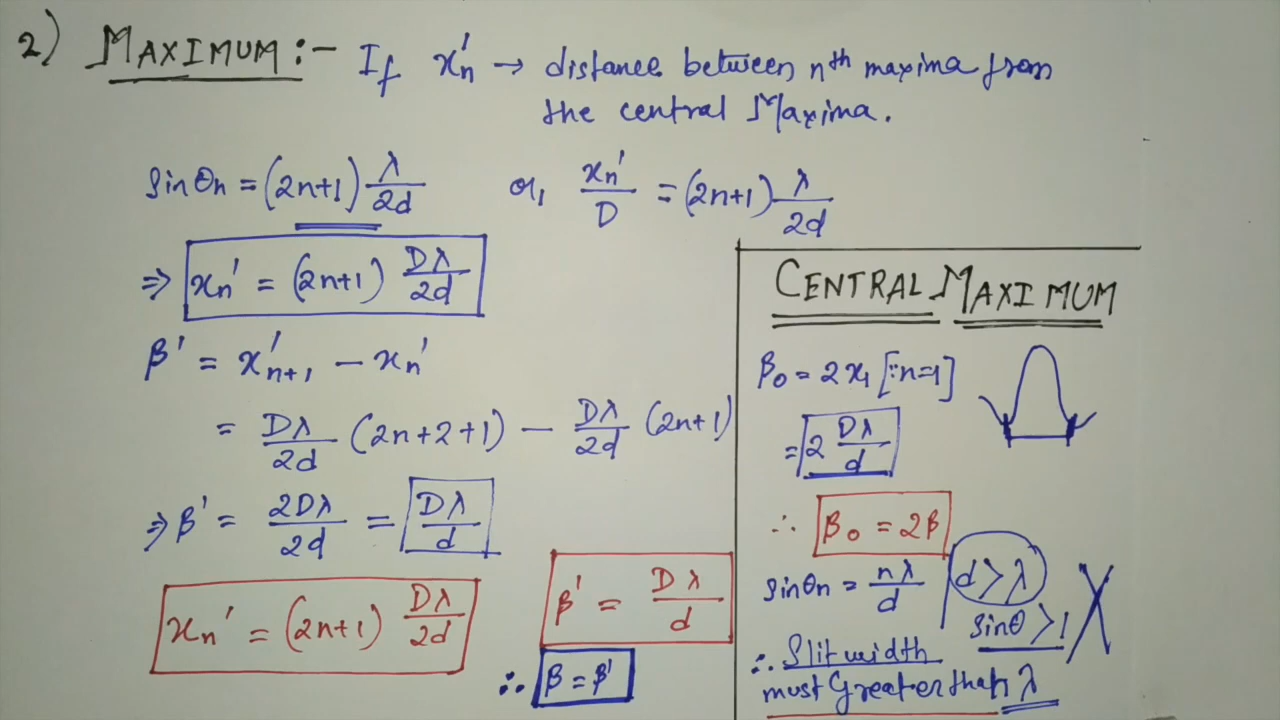 2) MAXIMUM :- If xn' → distance between nth maxima from
the central Maxima.
sin θn = (2n+1) λ/2d or, xn'/D = (2n+1) λ/2d
⇒ xn' = (2n+1) Dλ/2d
β' = x'n+1 - xn'
= Dλ/2d (2n+2+1) - Dλ/2d (2n+1)
⇒ β' = 2Dλ/2d = Dλ/d
xn' = (2n+1) Dλ/2d
β' = Dλ/d
∴ β = β'
CENTRAL MAXIMUM
β0 = 2x1 [∵ n=1]
= 2 Dλ/d
∴ β0 = 2β
sin θn = nλ/d
d > λ
sin θ > 1
∴ Slit width
must Greater than λ